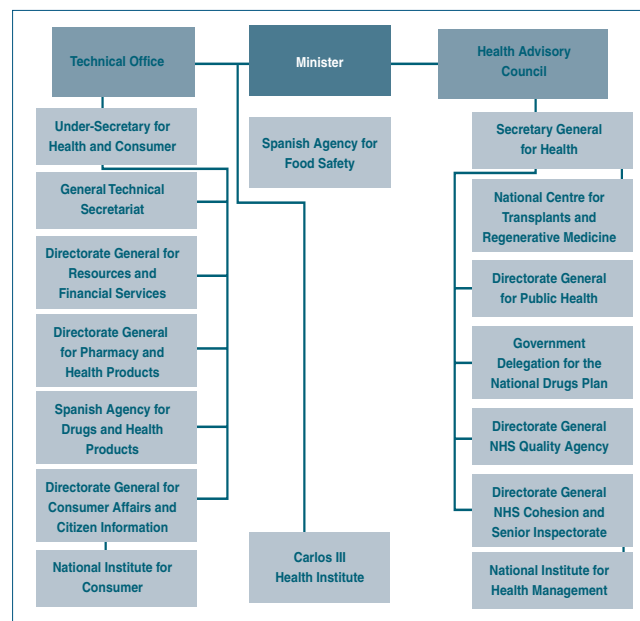 Technical Office
Minister
Health Advisory
Council
Under-Secretary for
Health and Consumer
General Technical
Secretariat
Directorate General for
Resources and
Financial Services
Directorate General
for Pharmacy and
Health Products
Spanish Agency for
Drugs and Health
Products
Directorate General for
Consumer Affairs and
Citizen Information
National Institute for
Consumer
Spanish Agency for
Food Safety
Carlos III
Health Institute
Secretary General
for Health
National Centre for
Transplants and
Regenerative Medicine
Directorate General
for Public Health
Government
Delegation for the
National Drugs Plan
Directorate General
NHS Quality Agency
Directorate General
NHS Cohesion and
Senior Inspectorate
National Institute for
Health Management